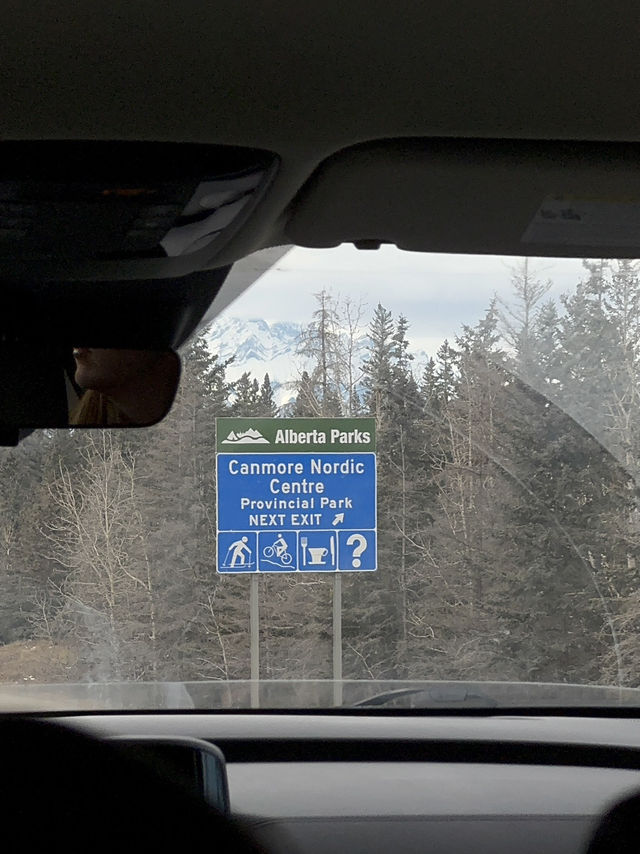 Alberta Parks
Canmore Nordic
Centre
Provincial Park
NEXT EXIT
?